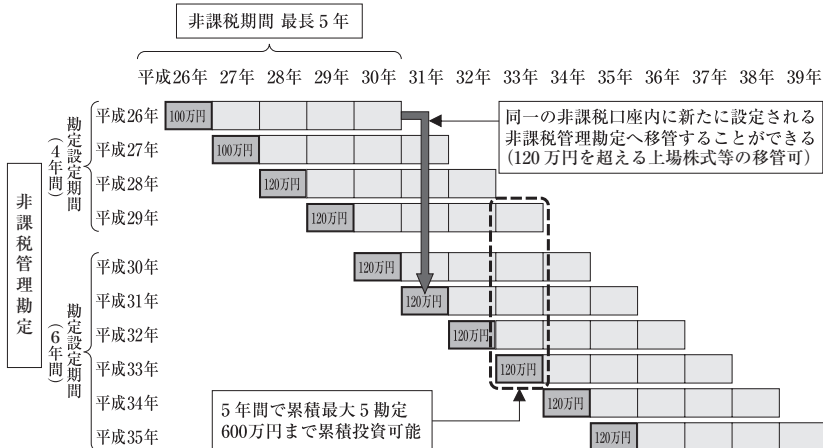 非課税期間 最長5年
平成26年 27年 28年 29年 30年 31年 32年 33年 34年 35年 36年 37年 38年 39年
非課税管理勘定
勘定設定期間
(4年間)
平成26年 100万円
平成27年 100万円
平成28年 120万円
平成29年 120万円
同一の非課税口座内に新たに設定される
非課税管理勘定へ移管することができる
(120万円を超える上場株式等の移管可)
勘定設定期間
(6年間)
平成30年 120万円
平成31年 120万円
平成32年 120万円
平成33年 120万円
平成34年 120万円
平成35年 120万円
5年間で累積最大5勘定
600万円まで累積投資可能